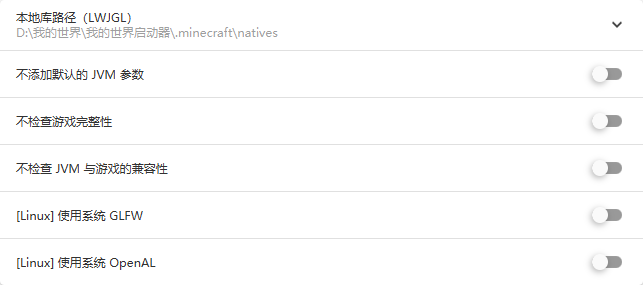 本地库路径（LWJGL）
D:\我的世界\我的世界启动器\.minecraft\natives
不添加默认的 JVM 参数
不检查游戏完整性
不检查 JVM 与游戏的兼容性
[Linux] 使用系统 GLFW
[Linux] 使用系统 OpenAL